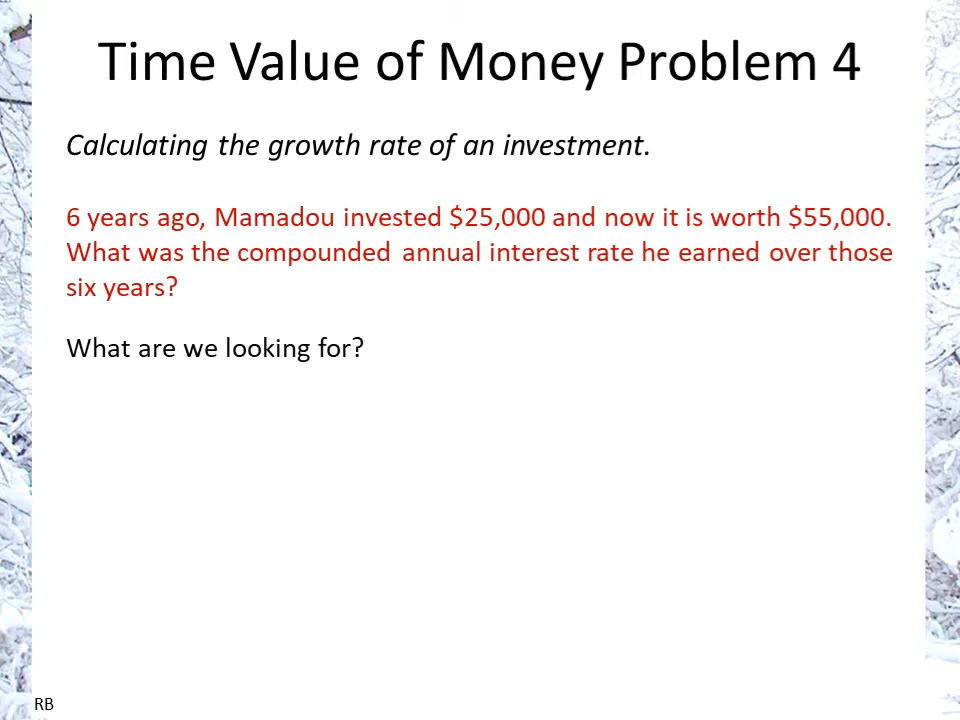 Time Value of Money Problem 4
Calculating the growth rate of an investment.
6 years ago, Mamadou invested $25,000 and now it is worth $55,000.
What was the compounded annual interest rate he earned over those
six years?
What are we looking for?
RB